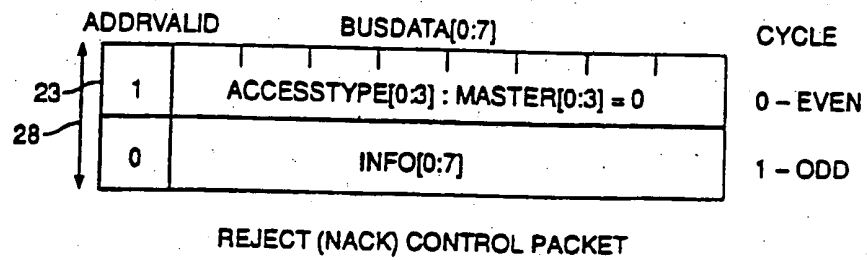 ADDRVALID BUSDATA[0:7] CYCLE
23 1 ACCESSTYPE[0:3] : MASTER[0:3] = 0 0 – EVEN
28 0 INFO[0:7] 1 – ODD
REJECT (NACK) CONTROL PACKET